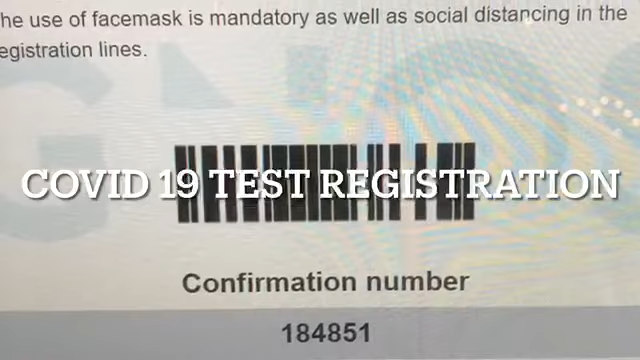 he use of facemask is mandatory as well as social distancing in the
egistration lines.
COVID 19 TEST REGISTRATION
Confirmation number
184851